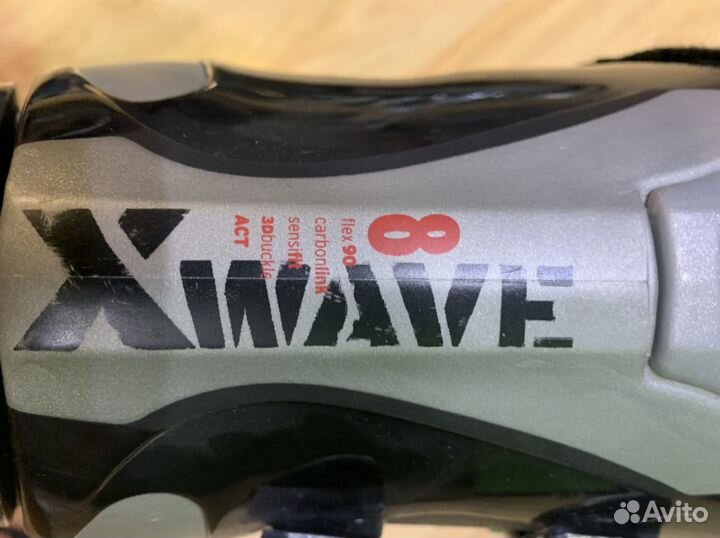 XWAVE
8
flex 90
carbonlink
sensifit
3Dbuckle
ACT
Avito